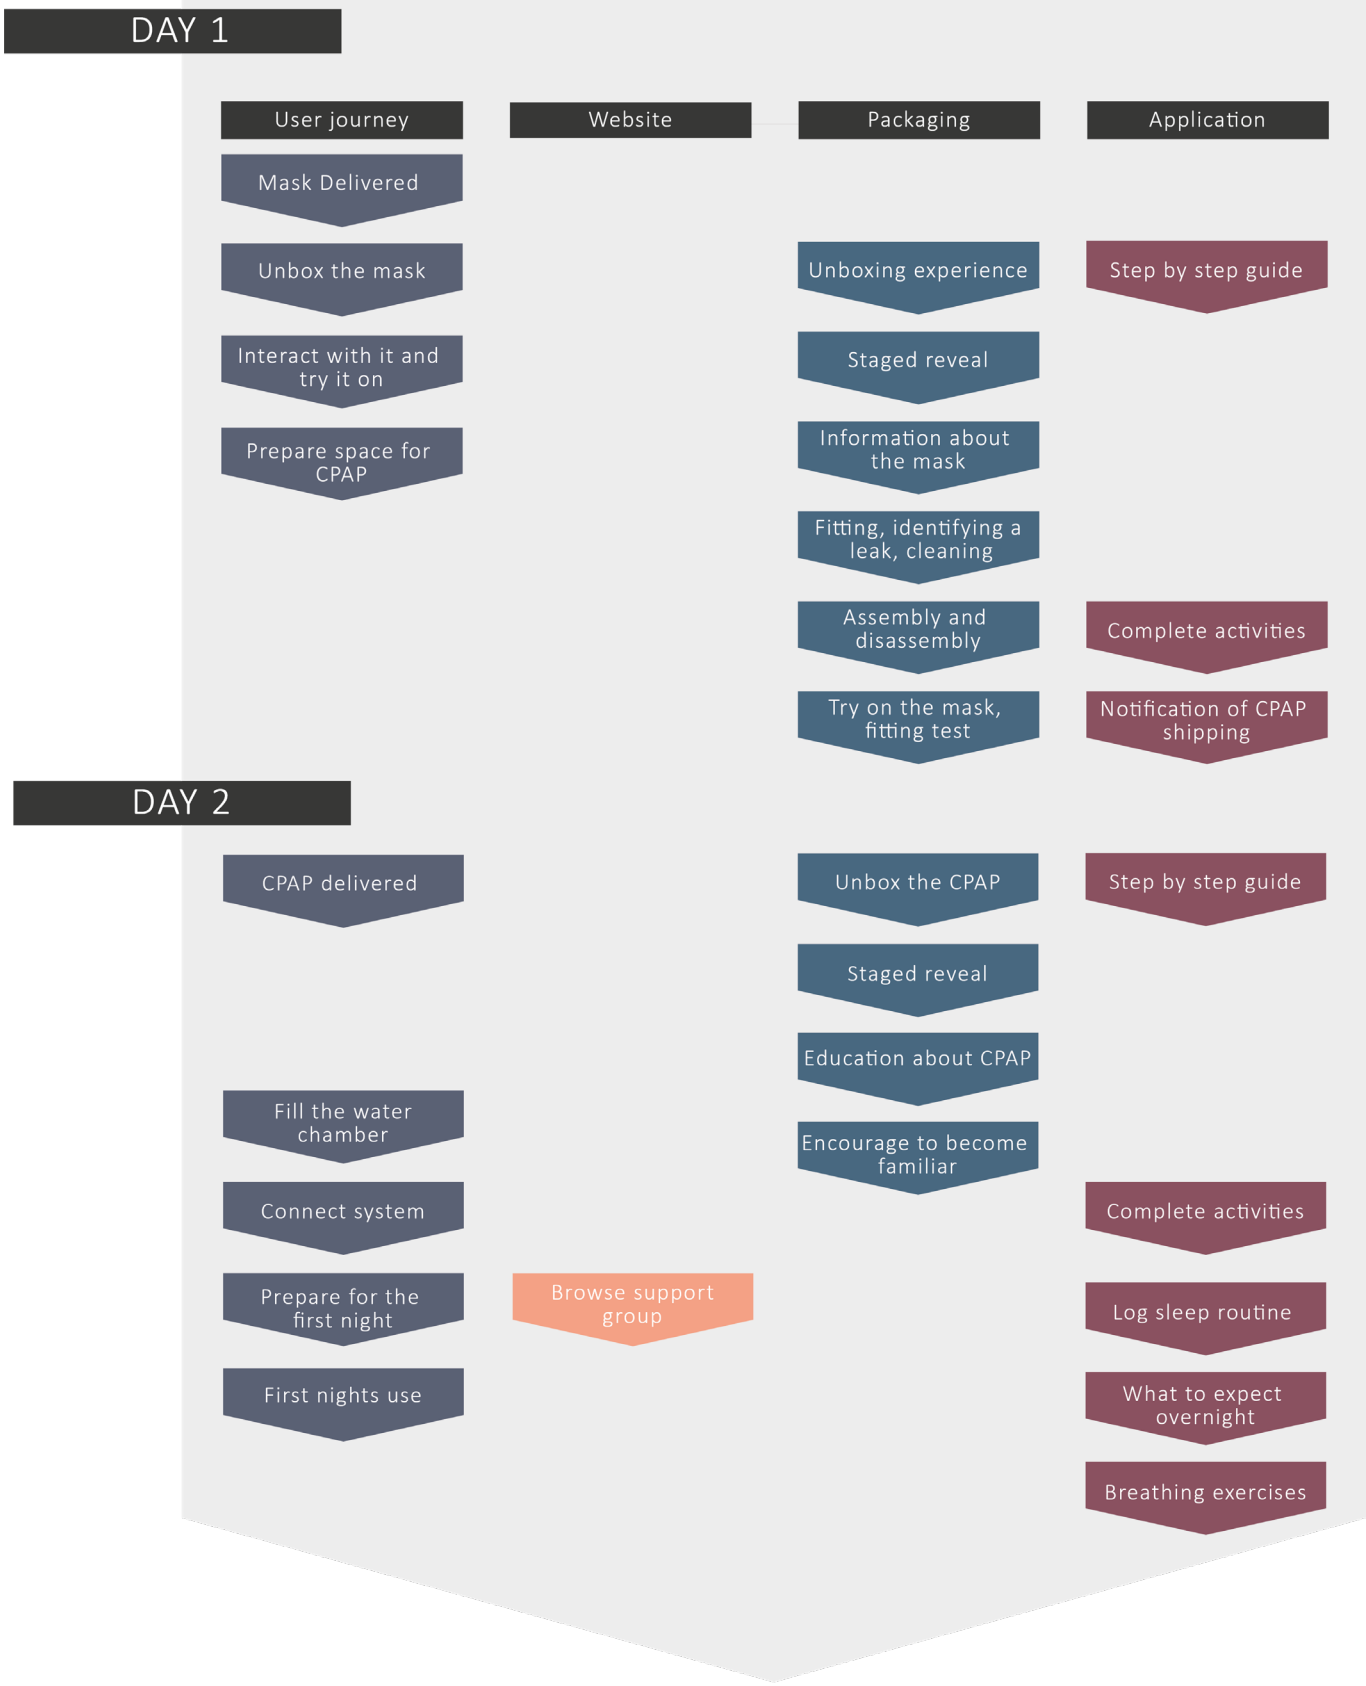 DAY 1
User journey
Website
Packaging
Application
Mask Delivered
Unbox the mask
Unboxing experience
Step by step guide
Interact with it and
try it on
Staged reveal
Prepare space for
CPAP
Information about
the mask
Fitting, identifying a
leak, cleaning
Assembly and
disassembly
Complete activities
Try on the mask,
fitting test
Notification of CPAP
shipping
DAY 2
CPAP delivered
Unbox the CPAP
Step by step guide
Staged reveal
Education about CPAP
Fill the water
chamber
Encourage to become
familiar
Connect system
Complete activities
Prepare for the
first night
Browse support
group
Log sleep routine
First nights use
What to expect
overnight
Breathing exercises